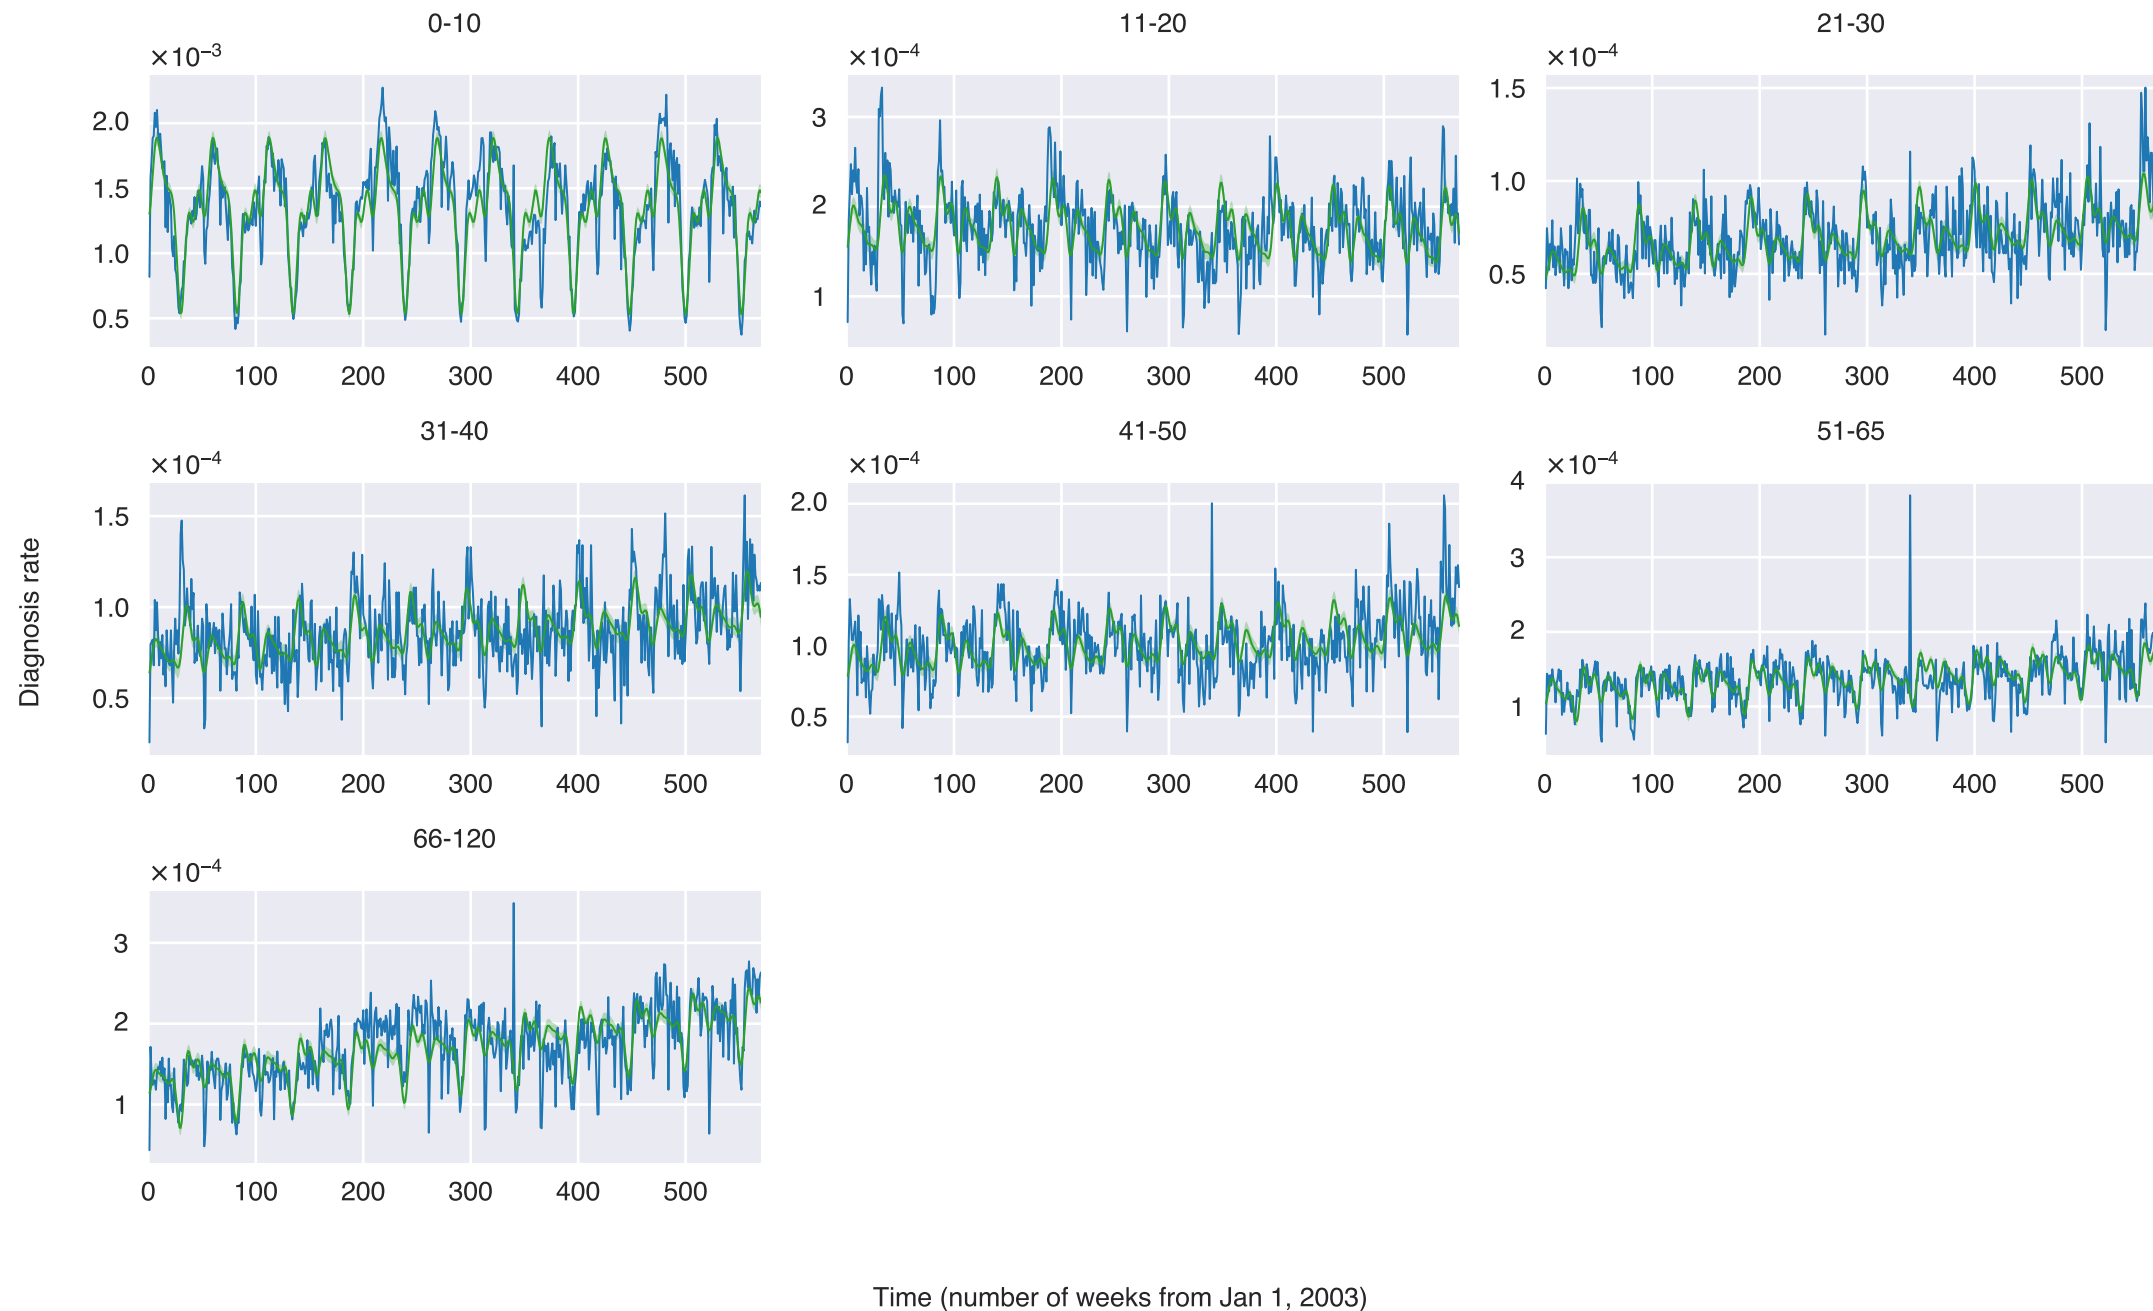 0-10 11-20 21-30
×10⁻³ ×10⁻⁴ ×10⁻⁴
2.0 1.5 1.0 0.5
3 2 1
1.5 1.0 0.5
0 100 200 300 400 500
0 100 200 300 400 500
0 100 200 300 400 500
31-40 41-50 51-65
×10⁻⁴ ×10⁻⁴ ×10⁻⁴
1.5 1.0 0.5
2.0 1.5 1.0 0.5
4 3 2 1
0 100 200 300 400 500
0 100 200 300 400 500
0 100 200 300 400 500
Diagnosis rate
66-120
×10⁻⁴
3 2 1
0 100 200 300 400 500
Time (number of weeks from Jan 1, 2003)